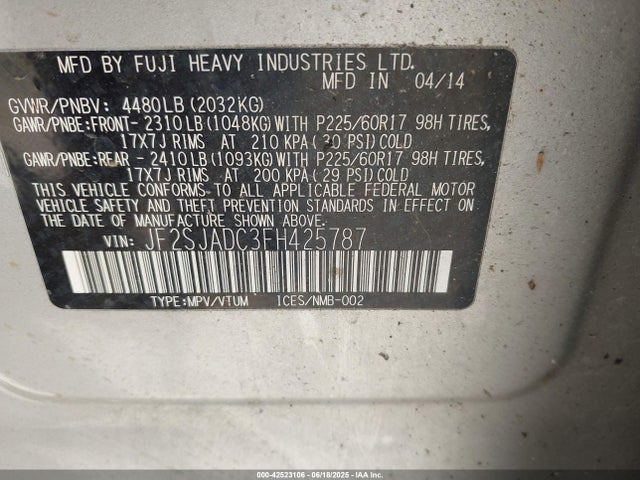 MFD BY FUJI HEAVY INDUSTRIES LTD.
MFD IN 04/14
GVWR/PNBV: 4480LB(2032KG)
GAWR/PNBE:FRONT- 2310LB(1048KG)WITH P225/60R17 98H TIRES,
17X7J RIMS AT 210 KPA(30 PSI)COLD
GAWR/PNBE:REAR - 2410LB(1093KG)WITH P225/60R17 98H TIRES,
17X7J RIMS AT 200 KPA(29 PSI)COLD
THIS VEHICLE CONFORMS TO ALL APPLICABLE FEDERAL MOTOR
VEHICLE SAFETY AND THEFT PREVENTION STANDARDS IN EFFECT
ON THE DATE OF MANUFACTURE SHOWN ABOVE.
VIN: JF2SJADC3FH425787
TYPE:MPV/VTUM ICES/NMB-002
000-42523106 - 06/18/2025 - IAA Inc. Copyright